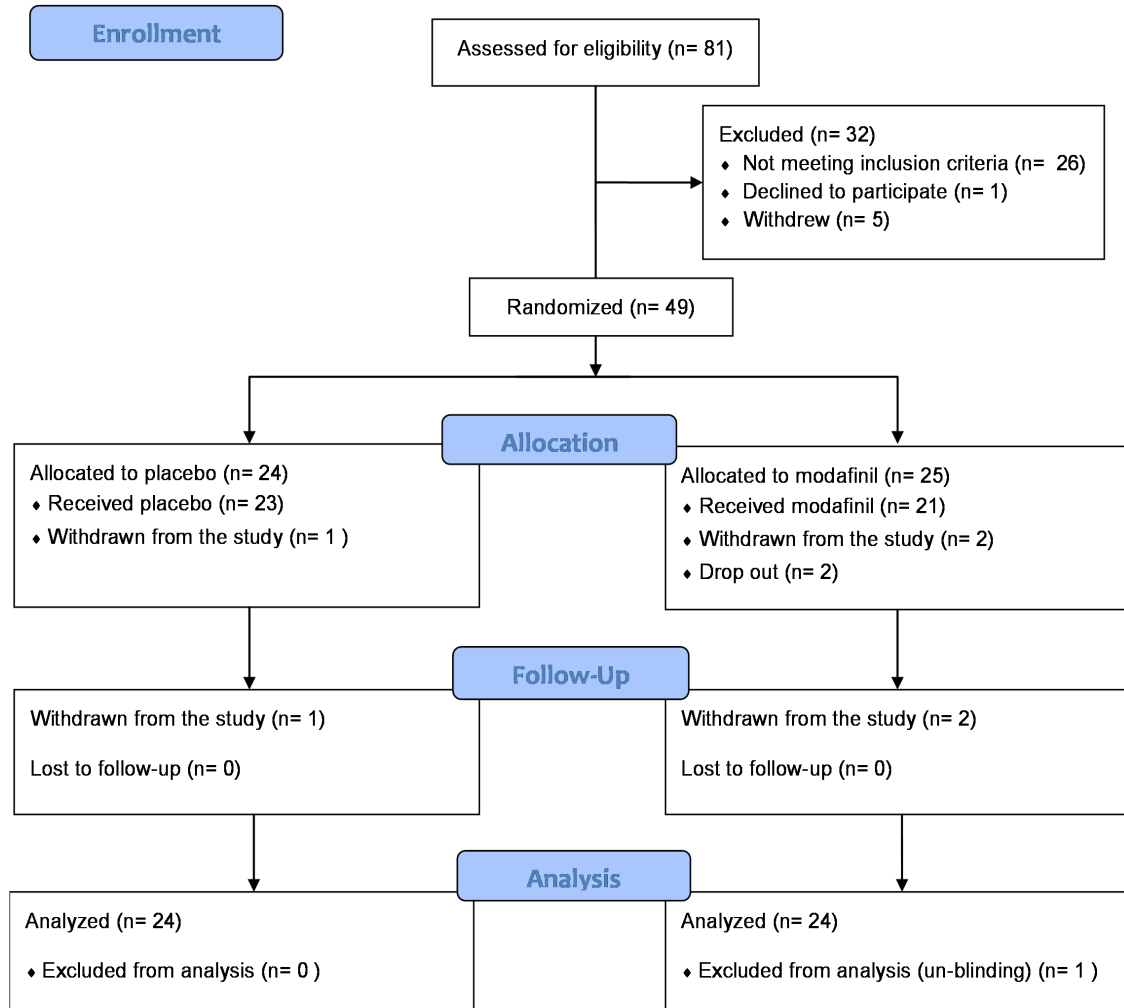 Enrollment
Assessed for eligibility (n= 81)
Excluded (n= 32)
♦ Not meeting inclusion criteria (n=  26)
♦ Declined to participate (n= 1)
♦ Withdrew (n= 5)
Randomized (n= 49)
Allocation
Allocated to placebo (n= 24)
♦ Received placebo (n= 23)
♦ Withdrawn from the study (n= 1 )
Allocated to modafinil (n= 25)
♦ Received modafinil (n= 21)
♦ Withdrawn from the study (n= 2)
♦ Drop out (n= 2)
Follow-Up
Withdrawn from the study (n= 1)
Lost to follow-up (n= 0)
Withdrawn from the study (n= 2)
Lost to follow-up (n= 0)
Analysis
Analyzed (n= 24)
♦ Excluded from analysis (n= 0 )
Analyzed (n= 24)
♦ Excluded from analysis (un-blinding) (n= 1 )